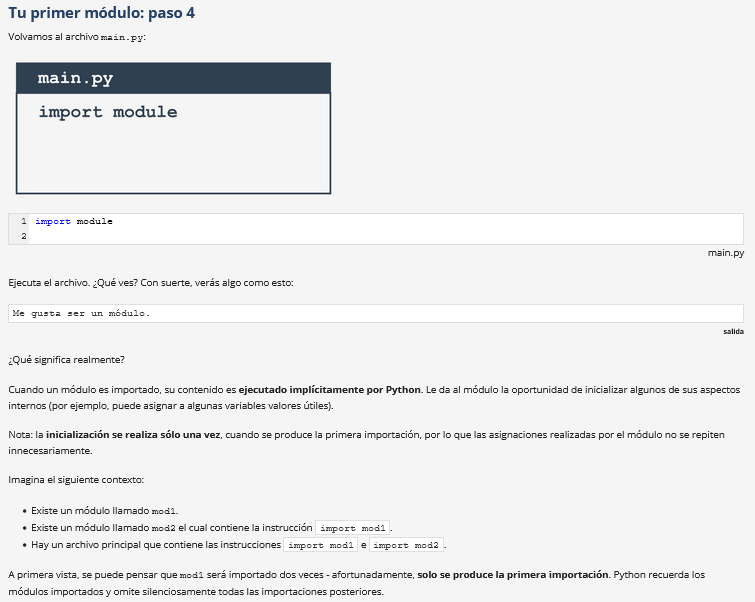 Tu primer módulo: paso 4
Volvamos al archivo main.py:
main.py
import module
1 import module
2
main.py
Ejecuta el archivo. ¿Qué ves? Con suerte, verás algo como esto:
Me gusta ser un módulo.
salida
¿Qué significa realmente?
Cuando un módulo es importado, su contenido es ejecutado implícitamente por Python. Le da al módulo la oportunidad de inicializar algunos de sus aspectos
internos (por ejemplo, puede asignar a algunas variables valores útiles).
Nota: la inicialización se realiza sólo una vez, cuando se produce la primera importación, por lo que las asignaciones realizadas por el módulo no se repiten
innecesariamente.
Imagina el siguiente contexto:
• Existe un módulo llamado mod1.
• Existe un módulo llamado mod2 el cual contiene la instrucción import mod1.
• Hay un archivo principal que contiene las instrucciones import mod1 e import mod2.
A primera vista, se puede pensar que mod1 será importado dos veces - afortunadamente, solo se produce la primera importación. Python recuerda los
módulos importados y omite silenciosamente todas las importaciones posteriores.